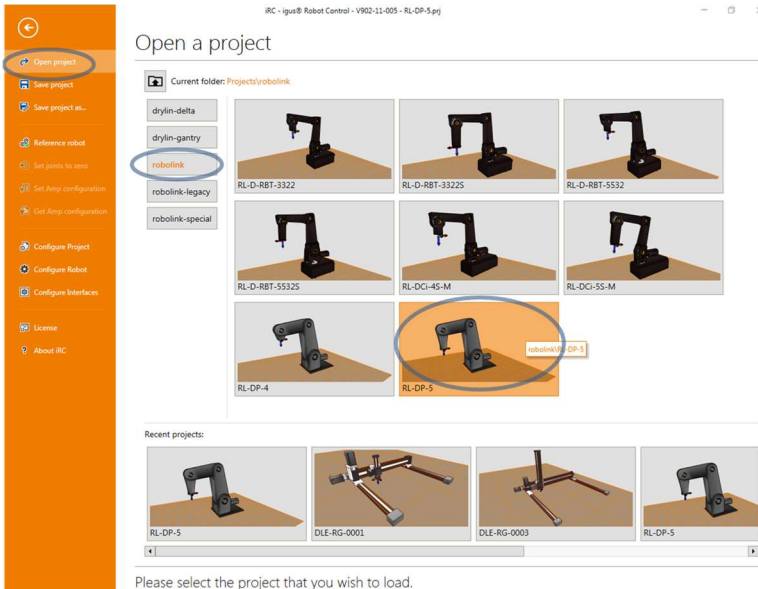 iRC - igus® Robot Control - V902-11-005 - RL-DP-5.prj
Open project
Save project
Save project as...
Reference robot
Set joints to zero
Set Amp configuration
Get Amp configuration
Configure Project
Configure Robot
Configure Interfaces
License
About iRC
Open a project
Current folder: Projects\robolink
drylin-delta
drylin-gantry
robolink
robolink-legacy
robolink-special
RL-D-RBT-3322
RL-D-RBT-3322S
RL-D-RBT-5532
RL-D-RBT-5532S
RL-DCi-4S-M
RL-DCi-5S-M
RL-DP-4
RL-DP-5
robolink\RL-DP-5
Recent projects:
RL-DP-5
DLE-RG-0001
DLE-RG-0003
RL-DP-5
Please select the project that you wish to load.